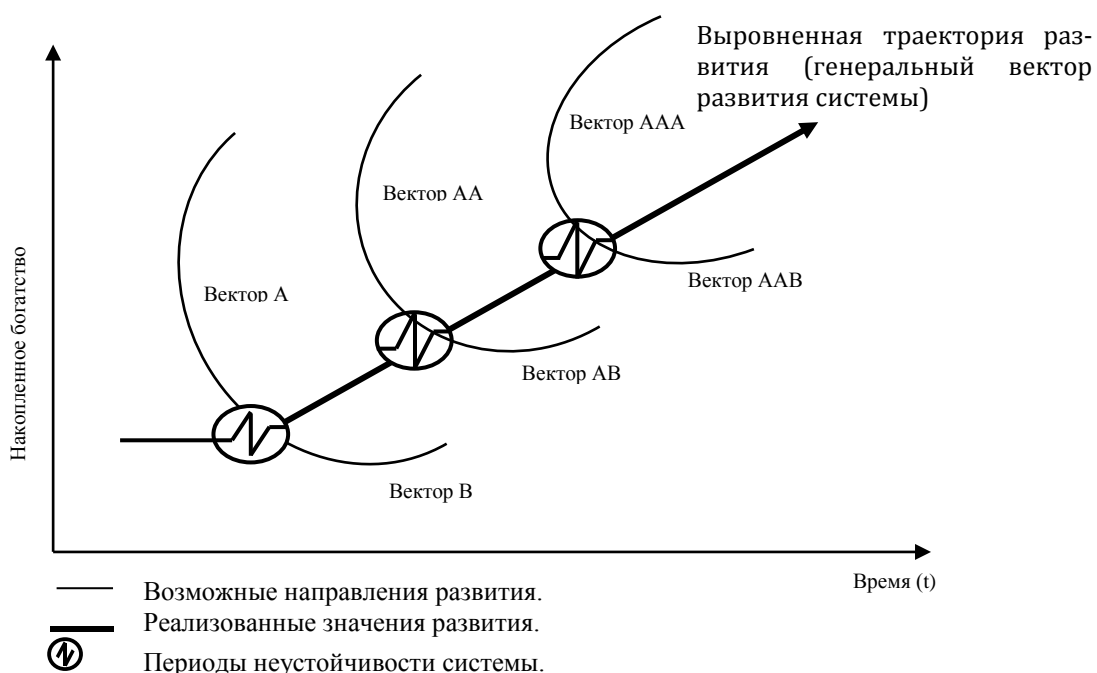 Выровненная траектория раз-
вития (генеральный вектор
развития системы)
Вектор ААА
Вектор АА
Вектор А
Вектор ААВ
Вектор АВ
Вектор В
Накопленное богатство
Время (t)
Возможные направления развития.
Реализованные значения развития.
Периоды неустойчивости системы.